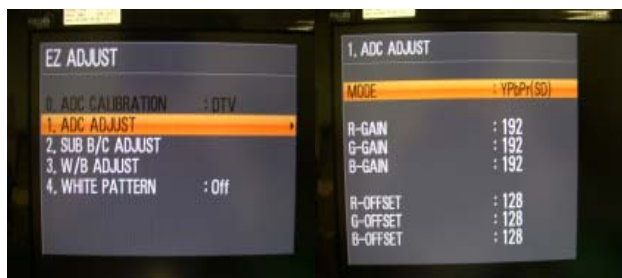 EZ ADJUST
0. ADC CALIBRATION : DTV
1. ADC ADJUST
2. SUB B/C ADJUST
3. W/B ADJUST
4. WHITE PATTERN : Off
1. ADC ADJUST
MODE : YPbPr(SD)
R-GAIN : 192
G-GAIN : 192
B-GAIN : 192
R-OFFSET : 128
G-OFFSET : 128
B-OFFSET : 128